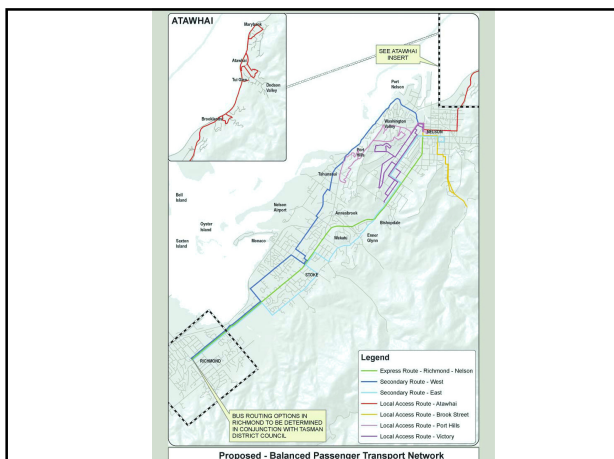 ATAWHAI
Marybank
Atawhai
Tui Glen
Dodson
Valley
Brooklands
SEE ATAWHAI
INSERT
Port
Nelson
Washington
Valley
NELSON
Port
Hills
Tahunanui
Bell
Island
Nelson
Airport
Oyster
Island
Annesbrook
Bishopdale
Saxton
Island
Monaco
Wakatu
Enner
Glynn
STOKE
RICHMOND
BUS ROUTING OPTIONS IN
RICHMOND TO BE DETERMINED
IN CONJUNCTION WITH TASMAN
DISTRICT COUNCIL
Legend
Express Route - Richmond - Nelson
Secondary Route - West
Secondary Route - East
Local Access Route - Atawhai
Local Access Route - Brook Street
Local Access Route - Port Hills
Local Access Route - Victory
Proposed - Balanced Passenger Transport Network